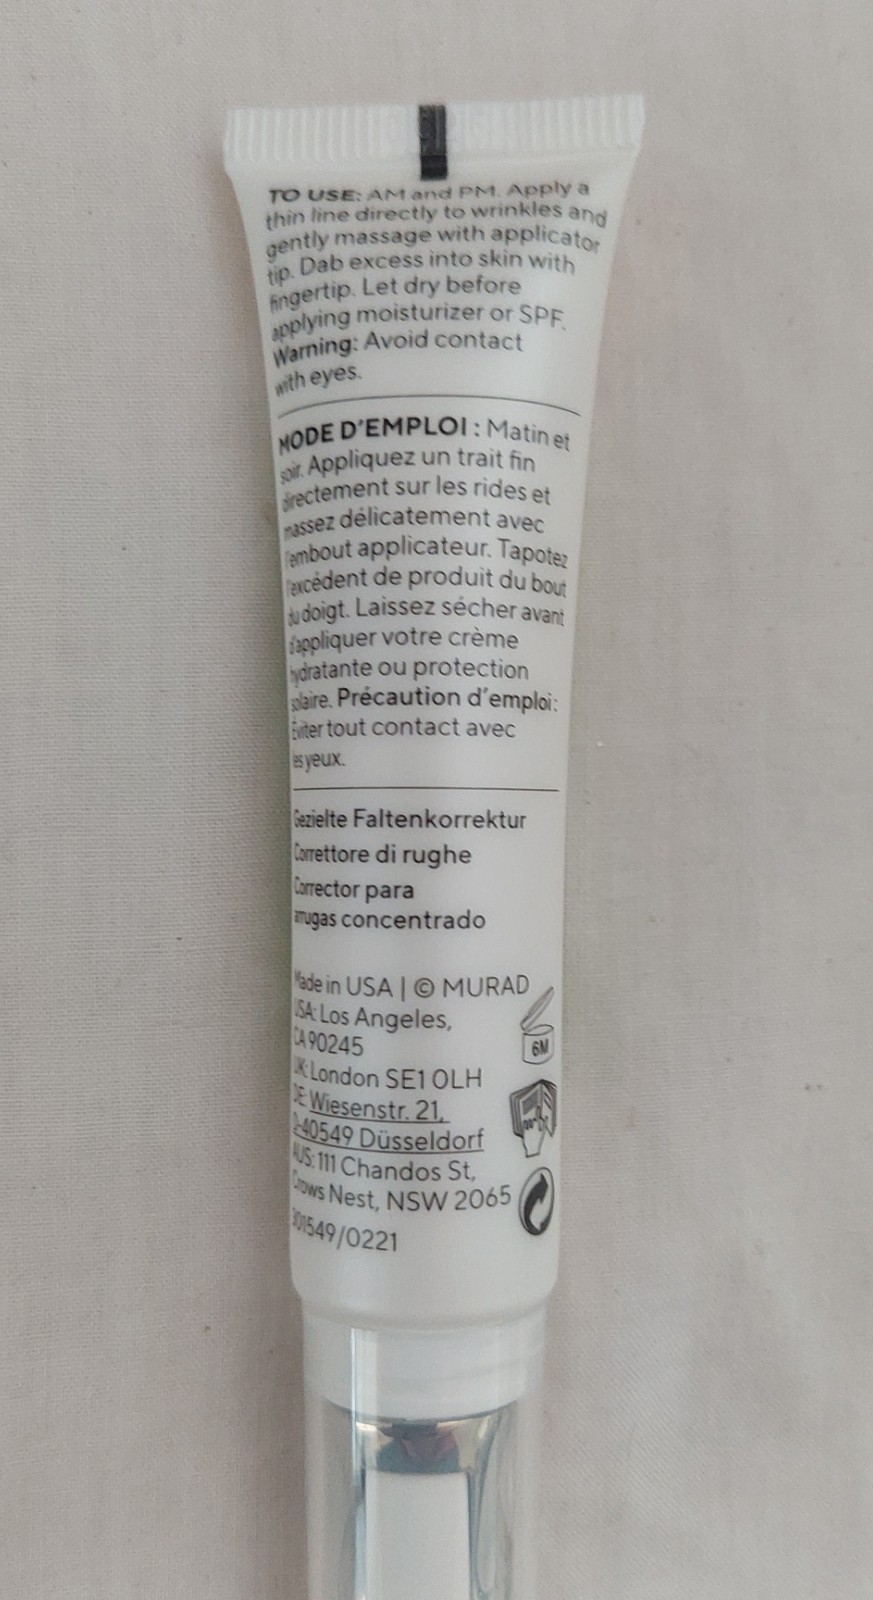 TO USE: AM and PM. Apply a
thin line directly to wrinkles and
gently massage with applicator
tip. Dab excess into skin with
fingertip. Let dry before
applying moisturizer or SPF.
Warning: Avoid contact
with eyes.
MODE D'EMPLOI : Matin et
soir. Appliquez un trait fin
directement sur les rides et
massez délicatement avec
l'embout applicateur. Tapotez
l'excédent de produit du bout
du doigt. Laissez sécher avant
d'appliquer votre crème
hydratante ou protection
solaire. Précaution d'emploi :
Éviter tout contact avec
les yeux.
Gezielte Faltenkorrektur
Correttore di rughe
Corrector para
arrugas concentrado
Made in USA | © MURAD
USA: Los Angeles,
CA 90245
UK: London SE1 0LH
DE: Wiesenstr. 21,
D-40549 Düsseldorf
AUS: 111 Chandos St,
Crows Nest, NSW 2065
6M
/0221